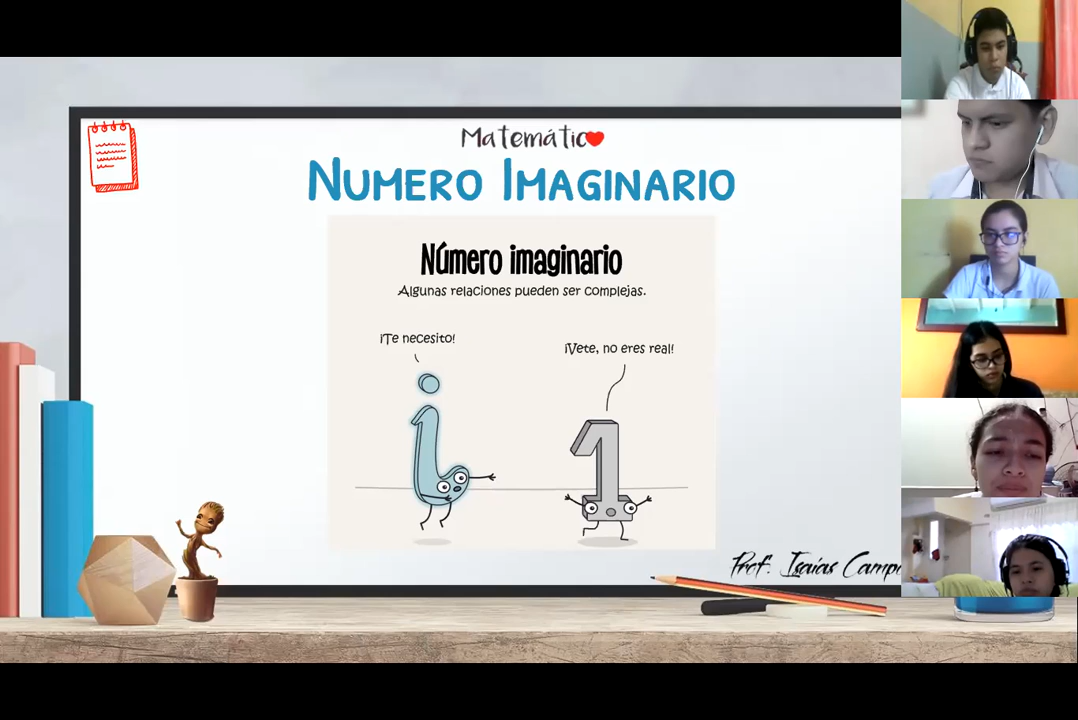 Matemático
NUMERO IMAGINARIO
Número imaginario
Algunas relaciones pueden ser complejas.
¡Te necesito!
¡Vete, no eres real!
i
1
Prof. Isaías